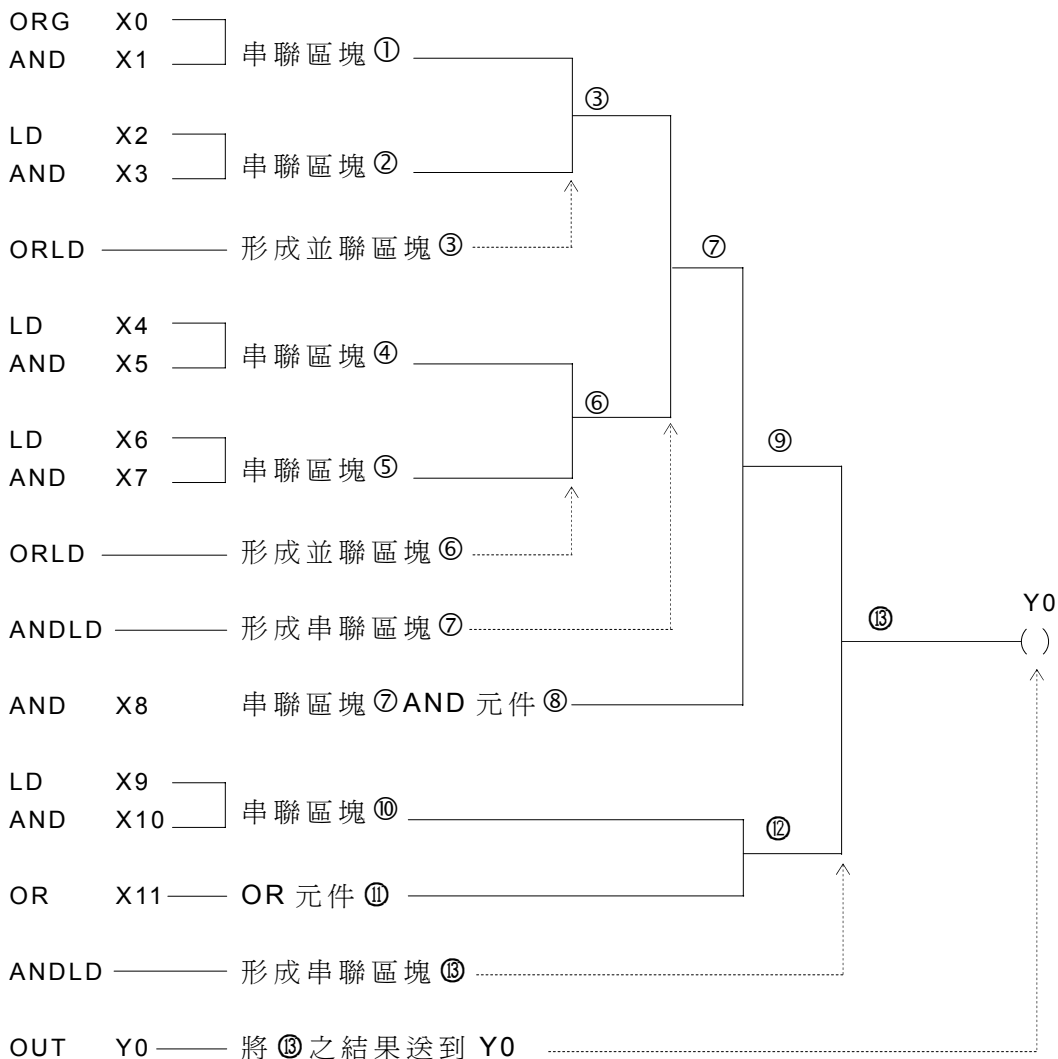 ORG X0
AND X1
串聯區塊①
③
LD X2
AND X3
串聯區塊②
ORLD 形成並聯區塊③
⑦
LD X4
AND X5
串聯區塊④
⑥
LD X6
AND X7
串聯區塊⑤
⑨
ORLD 形成並聯區塊⑥
ANDLD 形成串聯區塊⑦
⑬
Y0
( )
AND X8 串聯區塊⑦AND 元件⑧
LD X9
AND X10
串聯區塊⑩
⑫
OR X11 OR 元件⑪
ANDLD 形成串聯區塊⑬
OUT Y0 將⑬之結果送到 Y0